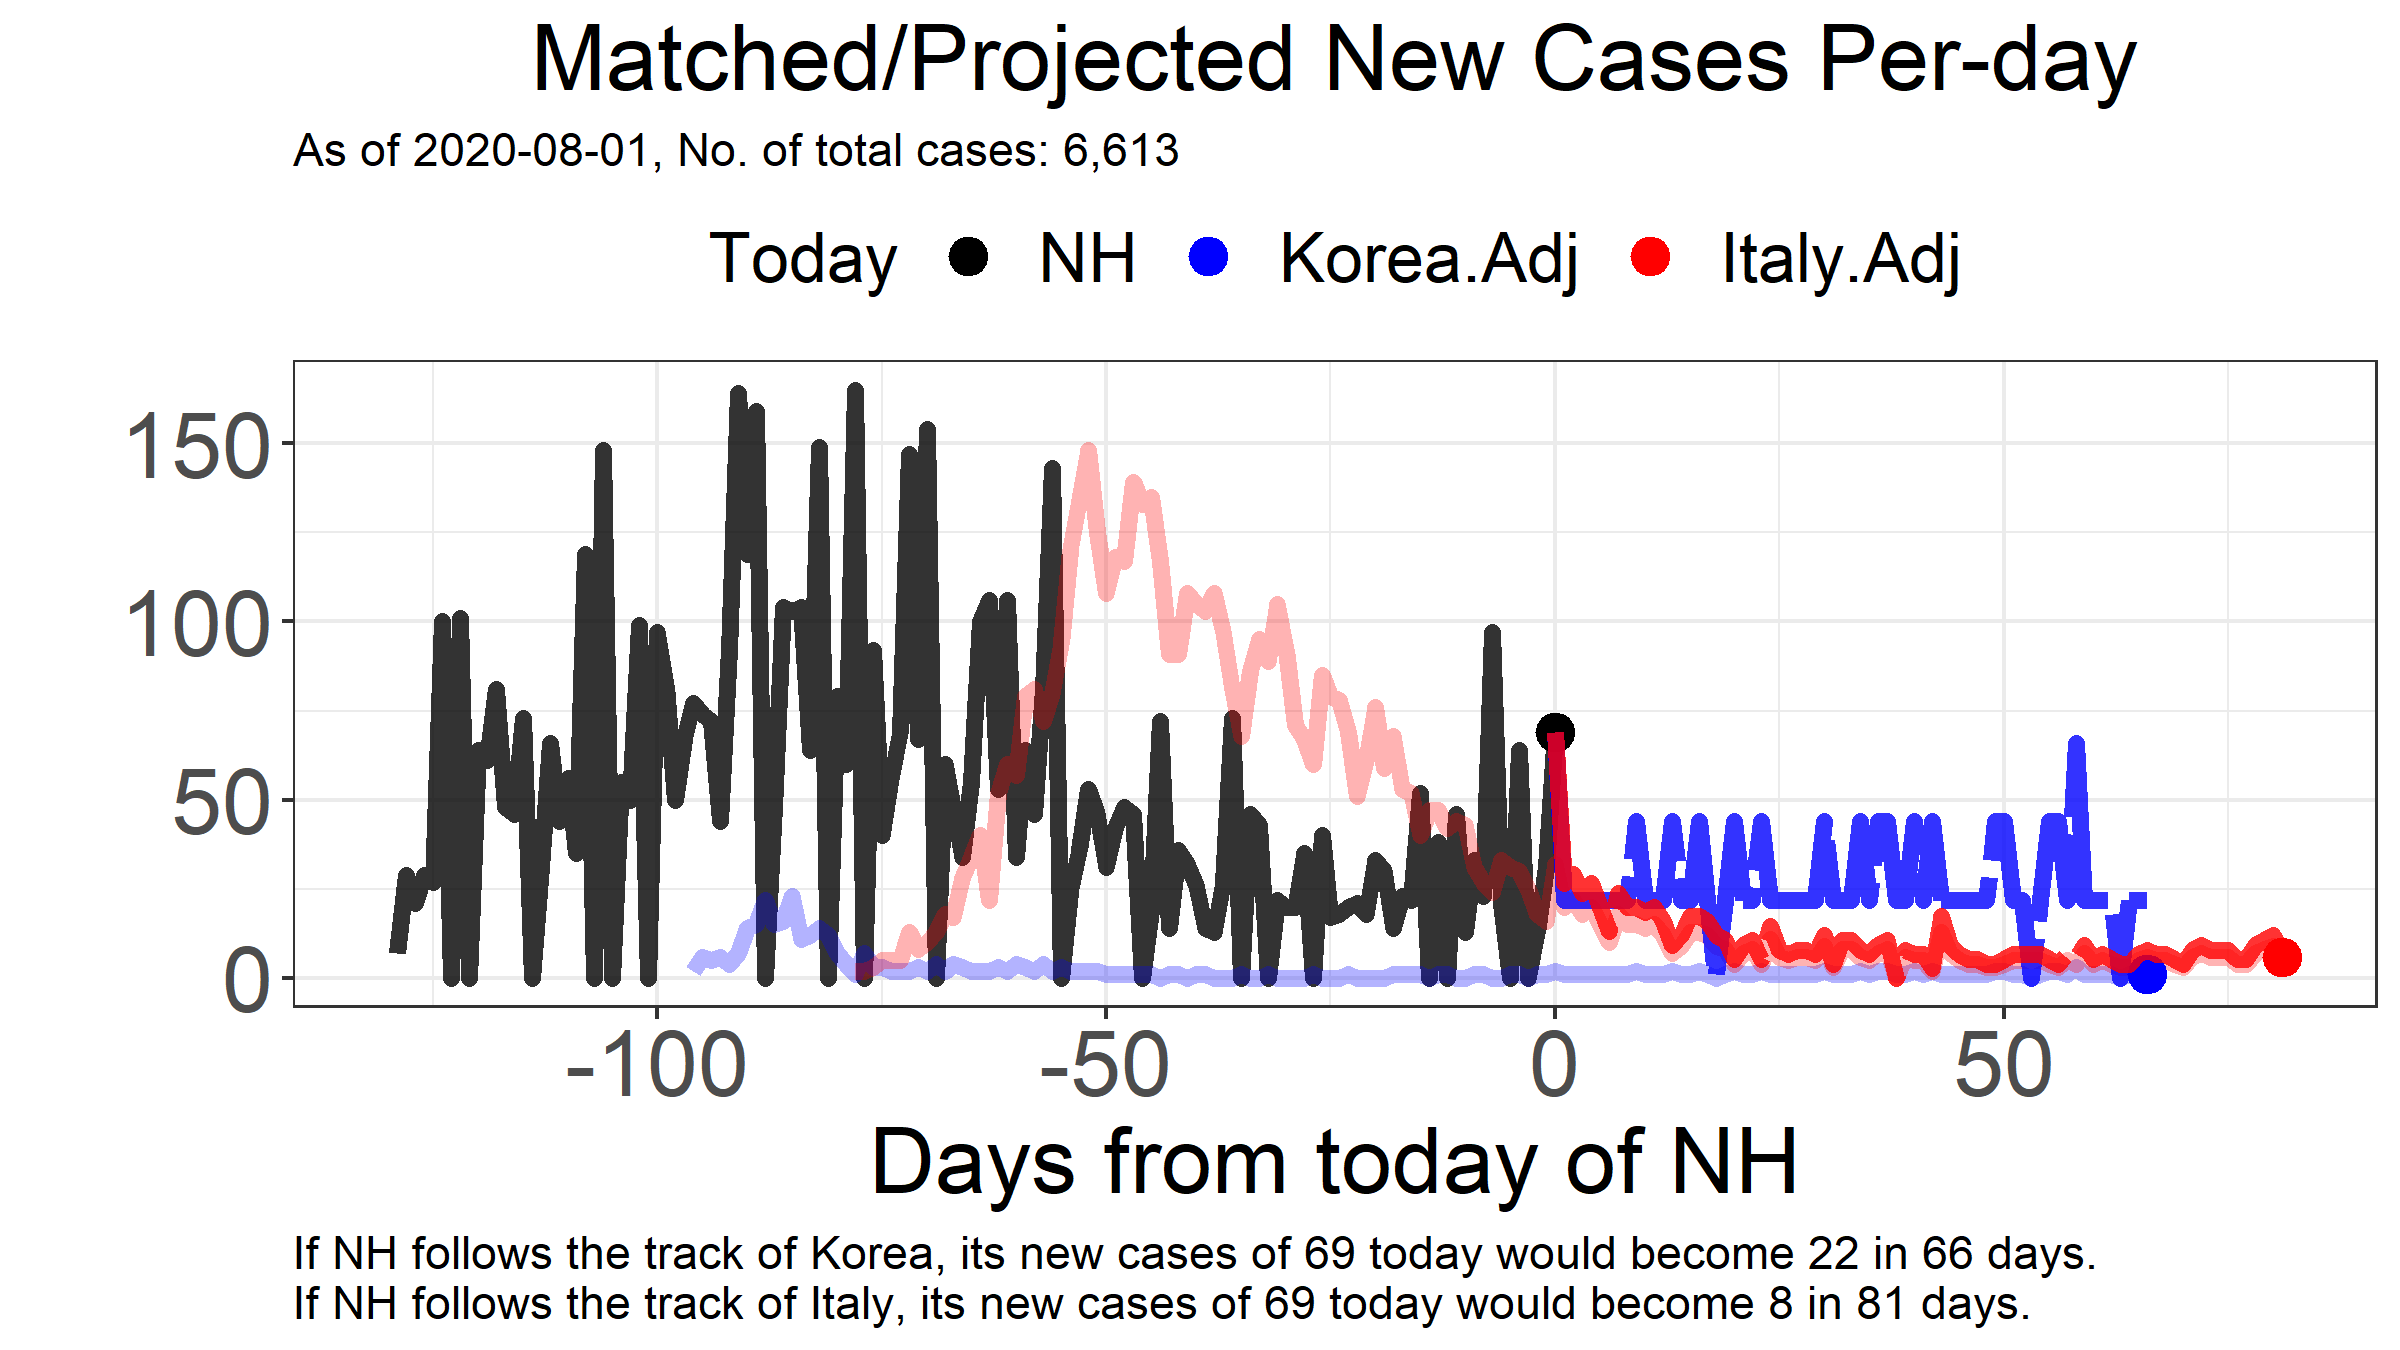 Matched/Projected New Cases Per-day
As of 2020-08-01, No. of total cases: 6,613
Today NH Korea.Adj Italy.Adj
150
100
50
0
-100 -50 0 50
Days from today of NH
If NH follows the track of Korea, its new cases of 69 today would become 22 in 66 days.
If NH follows the track of Italy, its new cases of 69 today would become 8 in 81 days.